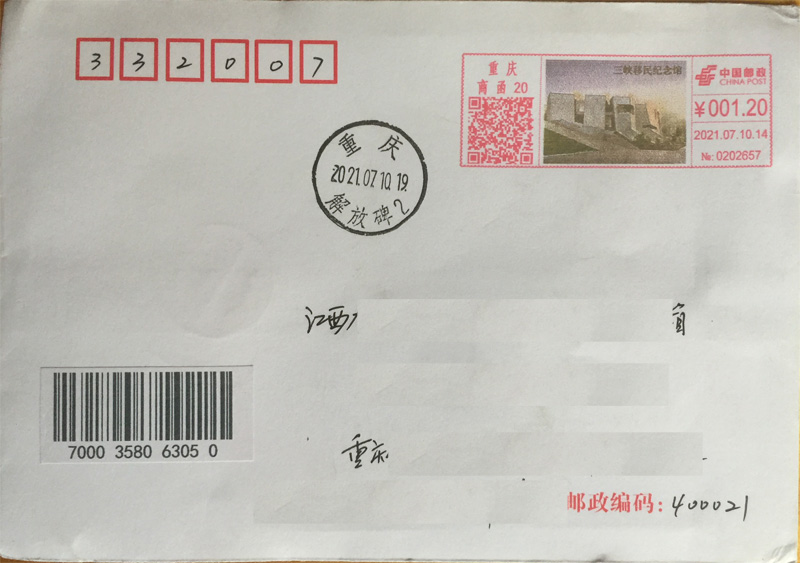 332007
重庆
商函 20
三峡移民纪念馆
中国邮政
CHINA POST
¥001.20
2021.07.10.14
№: 0202657
重庆
2021.07.10.19
解放碑2
江西
7000 3580 6305 0
重庆
邮政编码: 400021